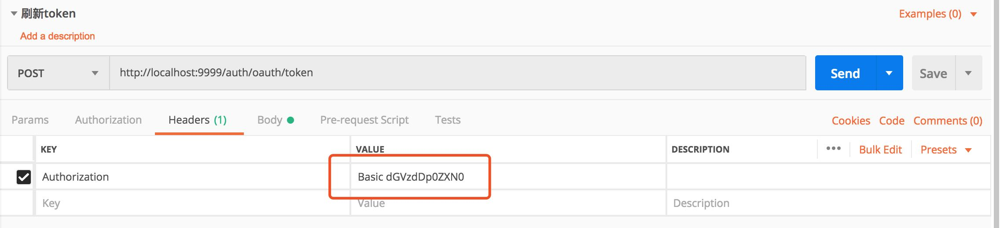 刷新token
Examples (0)
Add a description
POST
http://localhost:9999/auth/oauth/token
Send
Save
Params Authorization Headers (1) Body Pre-request Script Tests
Cookies Code Comments (0)
KEY VALUE DESCRIPTION ••• Bulk Edit Presets
Authorization Basic dGVzdDp0ZXN0
Key Value Description